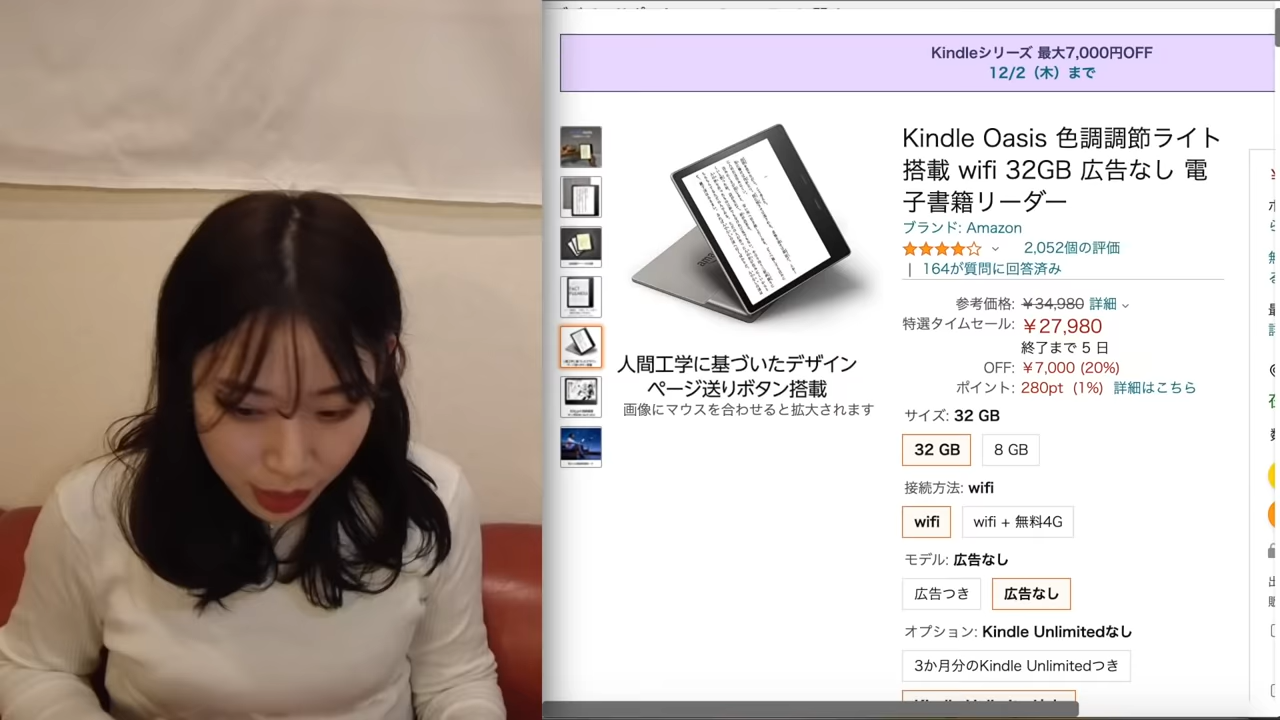 Kindleシリーズ 最大7,000円OFF
12/2（木）まで
Kindle Oasis 色調調節ライト
搭載 wifi 32GB 広告なし 電
子書籍リーダー
ブランド: Amazon
2,052個の評価
| 164が質問に回答済み
参考価格: ￥34,980 詳細
特選タイムセール: ￥27,980
終了まで 5 日
OFF: ￥7,000 (20%)
ポイント: 280pt (1%) 詳細はこちら
人間工学に基づいたデザイン
ページ送りボタン搭載
画像にマウスを合わせると拡大されます
サイズ: 32 GB
32 GB
8 GB
接続方法: wifi
wifi
wifi + 無料4G
モデル: 広告なし
広告つき
広告なし
オプション: Kindle Unlimitedなし
3か月分のKindle Unlimitedつき